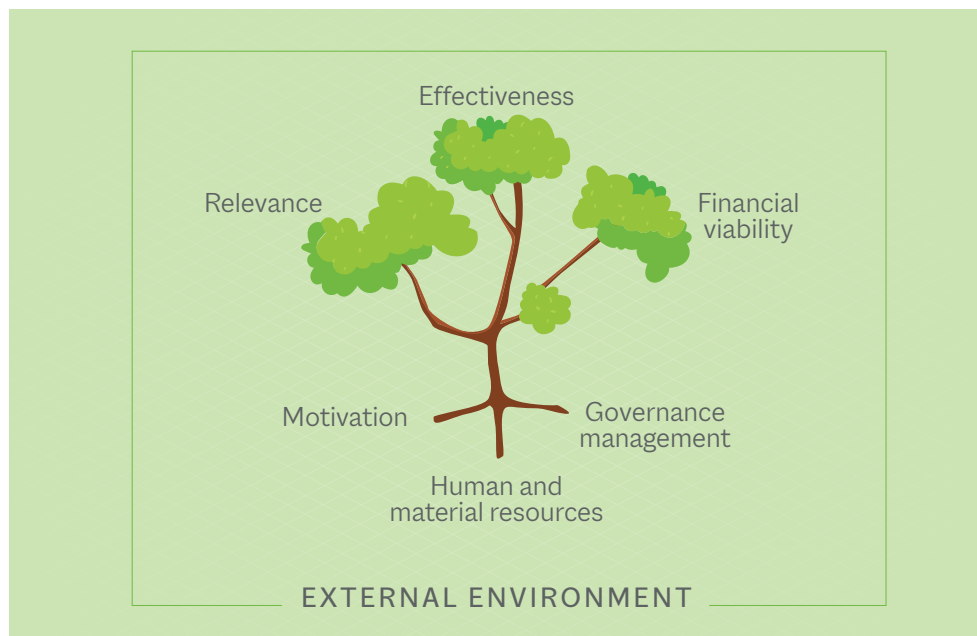 Effectiveness
Relevance
Financial
viability
Motivation
Governance
management
Human and
material resources
EXTERNAL ENVIRONMENT